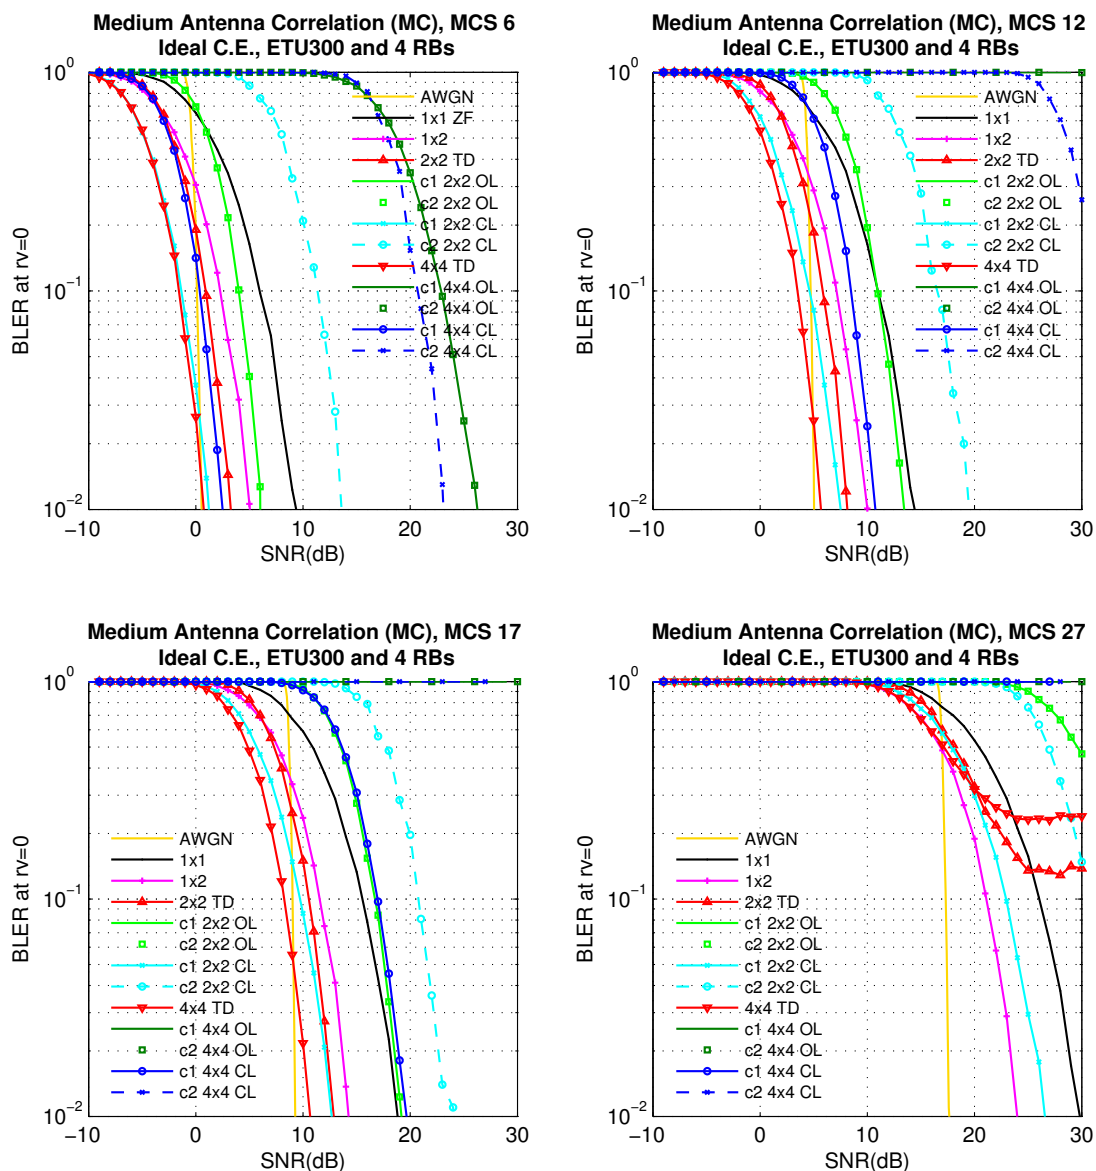 Medium Antenna Correlation (MC), MCS 6
Ideal C.E., ETU300 and 4 RBs
10^0
10^-1
10^-2
BLER at rv=0
AWGN
1x1 ZF
1x2
2x2 TD
c1 2x2 OL
c2 2x2 OL
c1 2x2 CL
c2 2x2 CL
4x4 TD
c1 4x4 OL
c2 4x4 OL
c1 4x4 CL
c2 4x4 CL
−10 0 10 20 30
SNR(dB)
Medium Antenna Correlation (MC), MCS 12
Ideal C.E., ETU300 and 4 RBs
10^0
10^-1
10^-2
BLER at rv=0
AWGN
1x1
1x2
2x2 TD
c1 2x2 OL
c2 2x2 OL
c1 2x2 CL
c2 2x2 CL
4x4 TD
c1 4x4 OL
c2 4x4 OL
c1 4x4 CL
c2 4x4 CL
−10 0 10 20 30
SNR(dB)
Medium Antenna Correlation (MC), MCS 17
Ideal C.E., ETU300 and 4 RBs
10^0
10^-1
10^-2
BLER at rv=0
AWGN
1x1
1x2
2x2 TD
c1 2x2 OL
c2 2x2 OL
c1 2x2 CL
c2 2x2 CL
4x4 TD
c1 4x4 OL
c2 4x4 OL
c1 4x4 CL
c2 4x4 CL
−10 0 10 20 30
SNR(dB)
Medium Antenna Correlation (MC), MCS 27
Ideal C.E., ETU300 and 4 RBs
10^0
10^-1
10^-2
BLER at rv=0
AWGN
1x1
1x2
2x2 TD
c1 2x2 OL
c2 2x2 OL
c1 2x2 CL
c2 2x2 CL
4x4 TD
c1 4x4 OL
c2 4x4 OL
c1 4x4 CL
c2 4x4 CL
−10 0 10 20 30
SNR(dB)